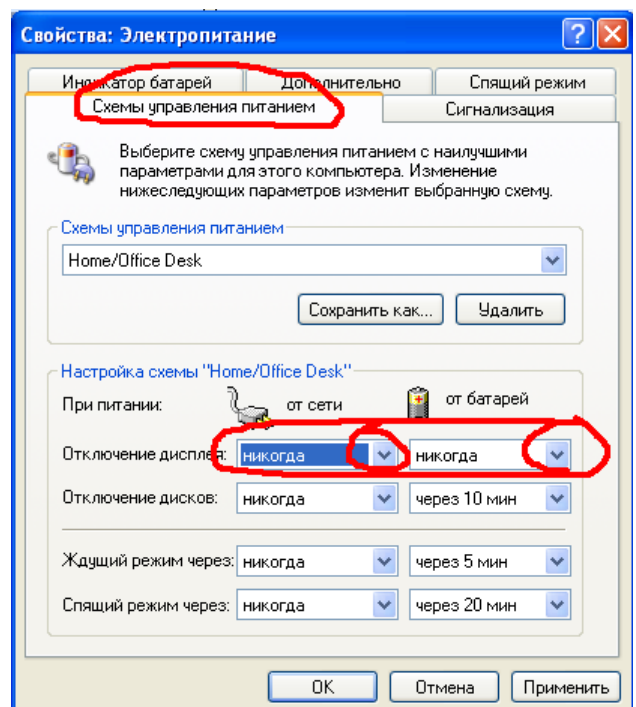 Свойства: Электропитание
Индикатор батарей Дополнительно Спящий режим
Схемы управления питанием Сигнализация
Выберите схему управления питанием с наилучшими
параметрами для этого компьютера. Изменение
нижеследующих параметров изменит выбранную схему.
Схемы управления питанием
Home/Office Desk
Сохранить как... Удалить
Настройка схемы "Home/Office Desk"
При питании: от сети от батарей
Отключение дисплея: никогда никогда
Отключение дисков: никогда через 10 мин
Ждущий режим через: никогда через 5 мин
Спящий режим через: никогда через 20 мин
OK Отмена Применить